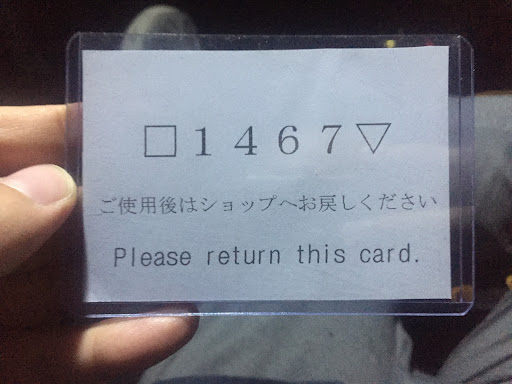 □１４６７▽
ご使用後はショップへお戻しください
Please return this card.